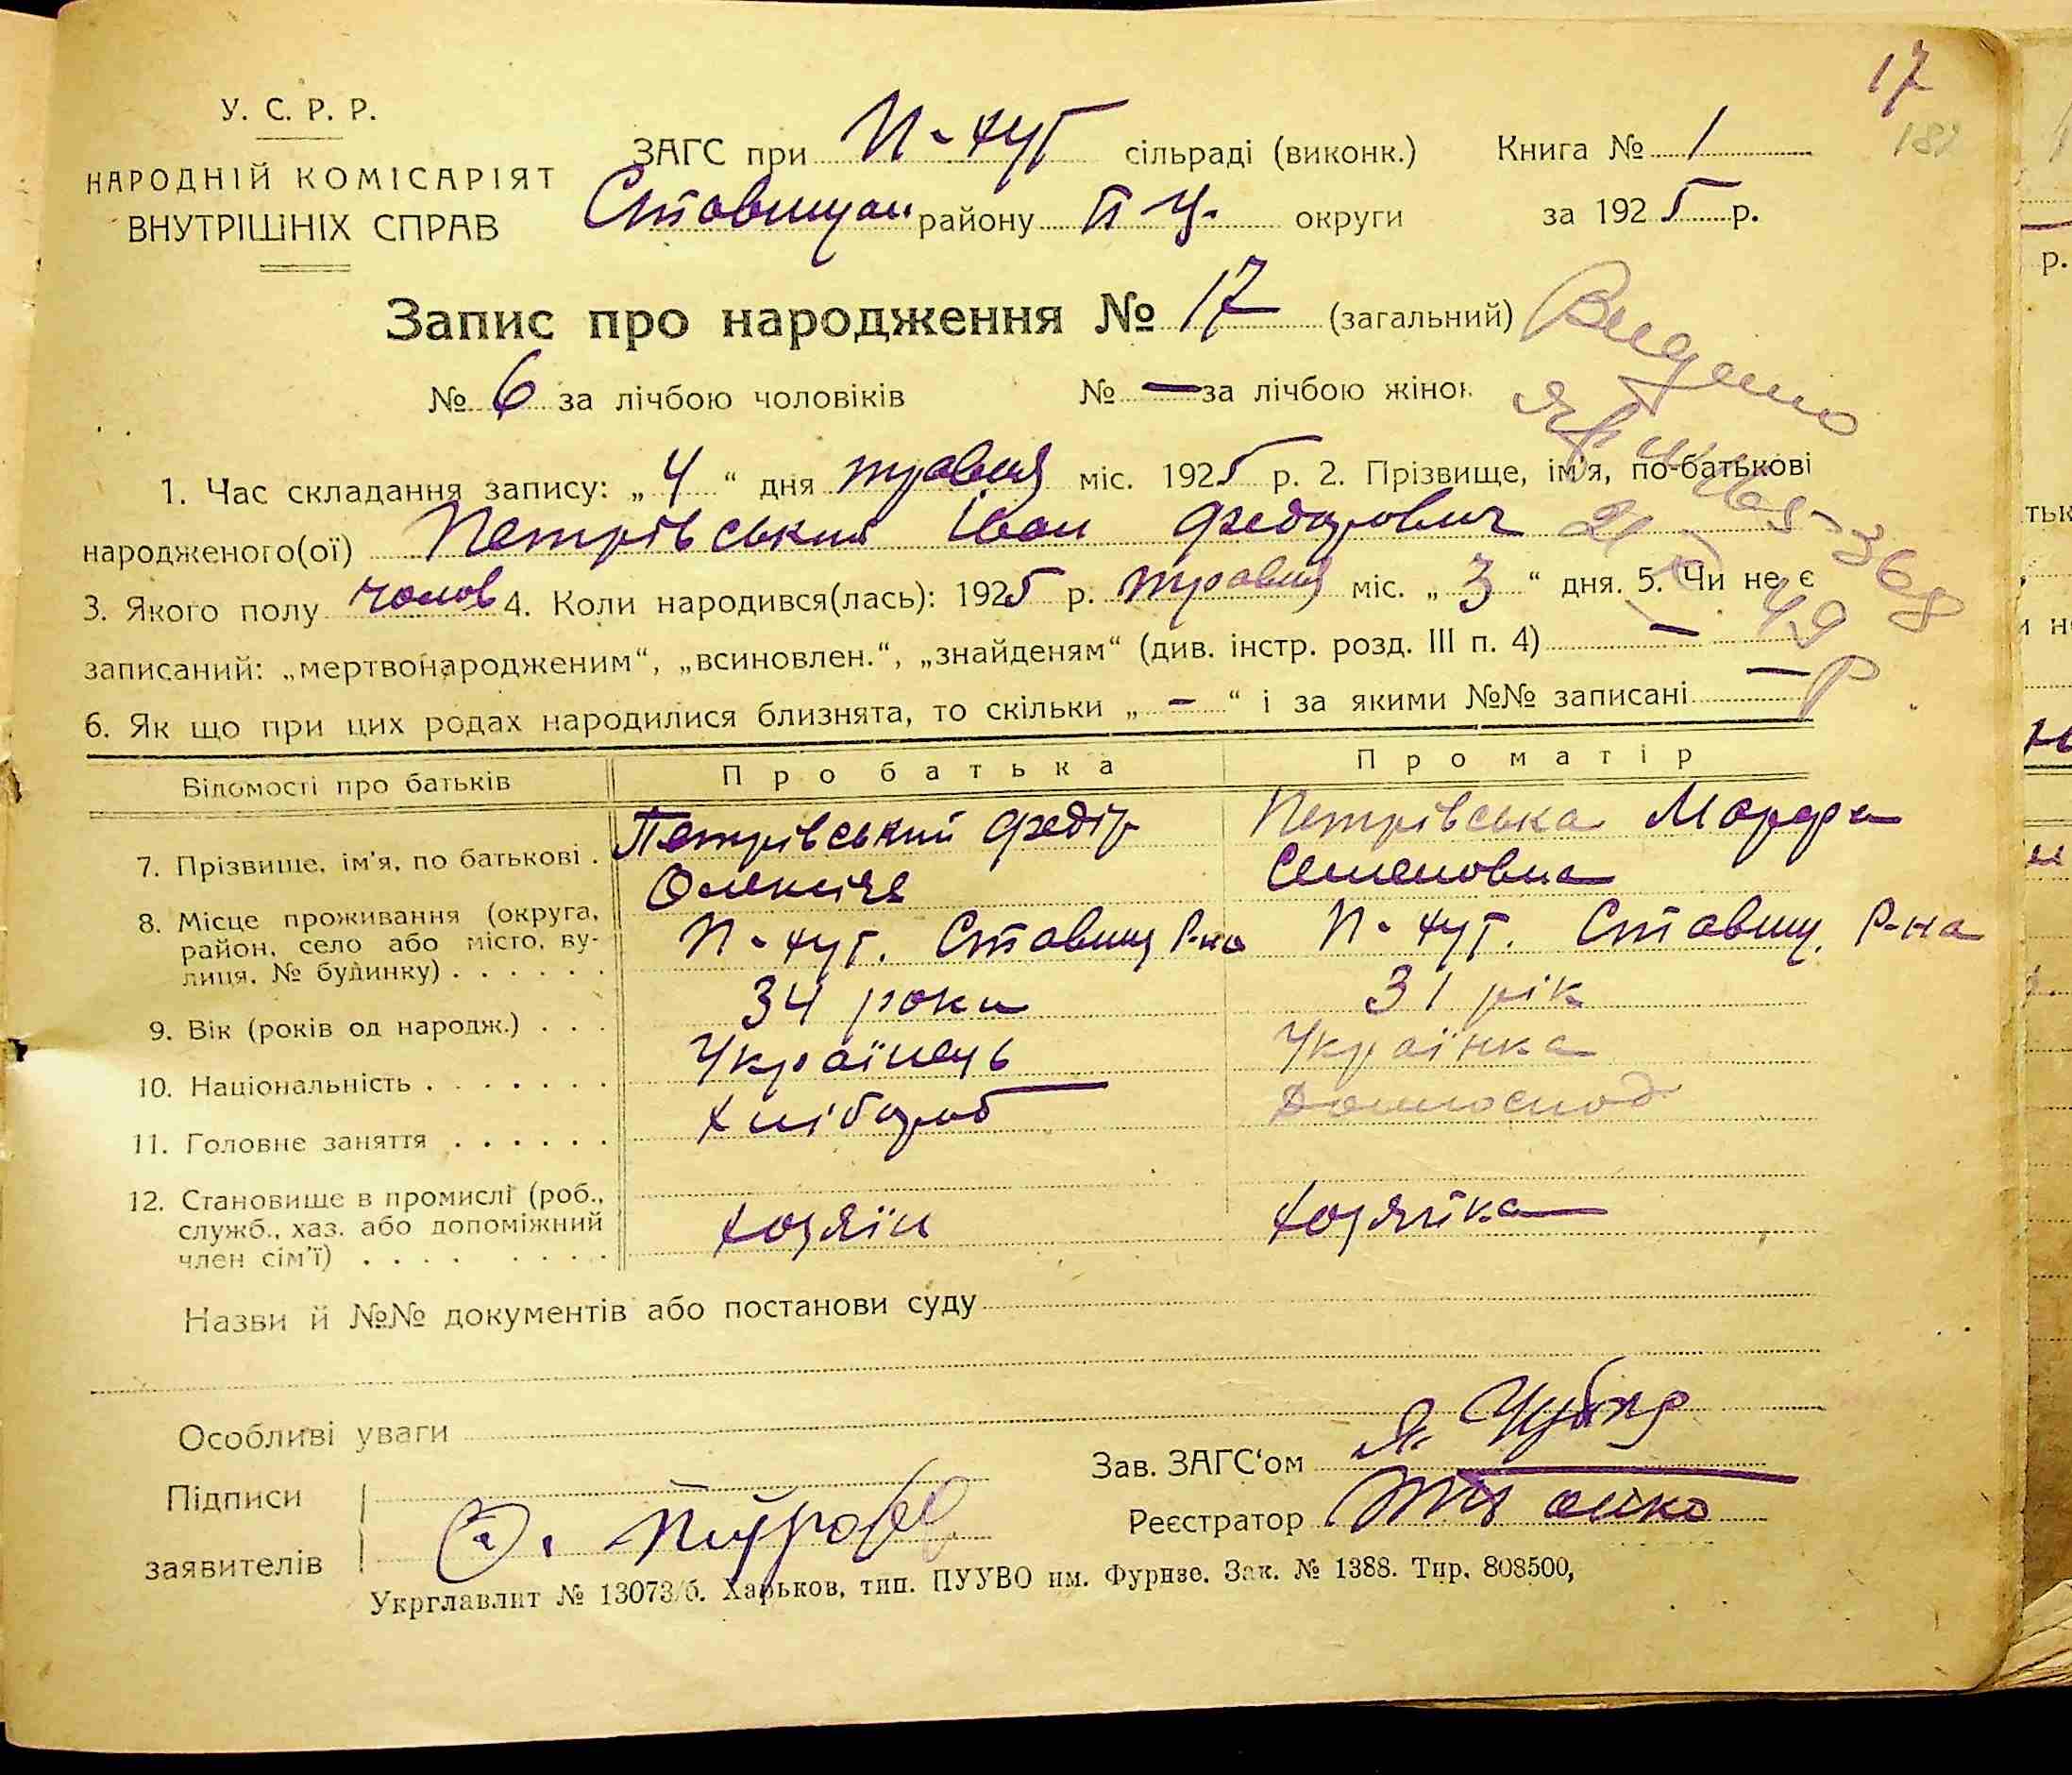 17
182
У. С. Р. Р.
НАРОДНІЙ КОМІСАРІЯТ
ВНУТРІШНІХ СПРАВ
ЗАГС при П-Хут сільраді (виконк.) Книга № 1
Ставищан. району Б Ц. округи за 1925 р.
Запис про народження № 17 (загальний)
№ 6 за лічбою чоловіків № — за лічбою жінок
Видано
1. Час складання запису: „4“ дня травня міс. 1925 р. 2. Прізвище, ім'я, по-батькові
народженого(ої) Петрівський Іван Федорович
3. Якого полу чолов 4. Коли народився(лась): 1925 р. травня міс. „3“ дня. 5. Чи не є
записаний: „мертвонародженим“, „всиновлен.“, „знайденям“ (див. інстр. розд. III п. 4) —
6. Як що при цих родах народилися близнята, то скільки „-“ і за якими №№ записані —
Відомості про батьків Про батька Про матір
7. Прізвище, ім'я, по батькові . Петрівський Федір Олексієв Петрівська Марфа Семеновна
8. Місце проживання (округа, район, село або місто, вулиця, № будинку) . . . . . . П-хут. Ставищ Р-на П-хут. Ставищ. Р-на
9. Вік (років од народж.) . . . 34 роки 31 рік
10. Національність . . . . . . . Українець Українка
11. Головне заняття . . . . . . Хлібороб Домогоспод
12. Становище в промислі (роб., служб., хаз. або допоміжний член сім'ї) . . . . . . . . Хозяїн Хозяйка
Назви й №№ документів або постанови суду
Особливі уваги
Підписи
заявителів
Зав. ЗАГС'ом
Реєстратор
Укрглавліт № 13073/б. Харьков, тип. ПУУВО им. Фрунзе. Зак. № 1388. Тир. 808500,